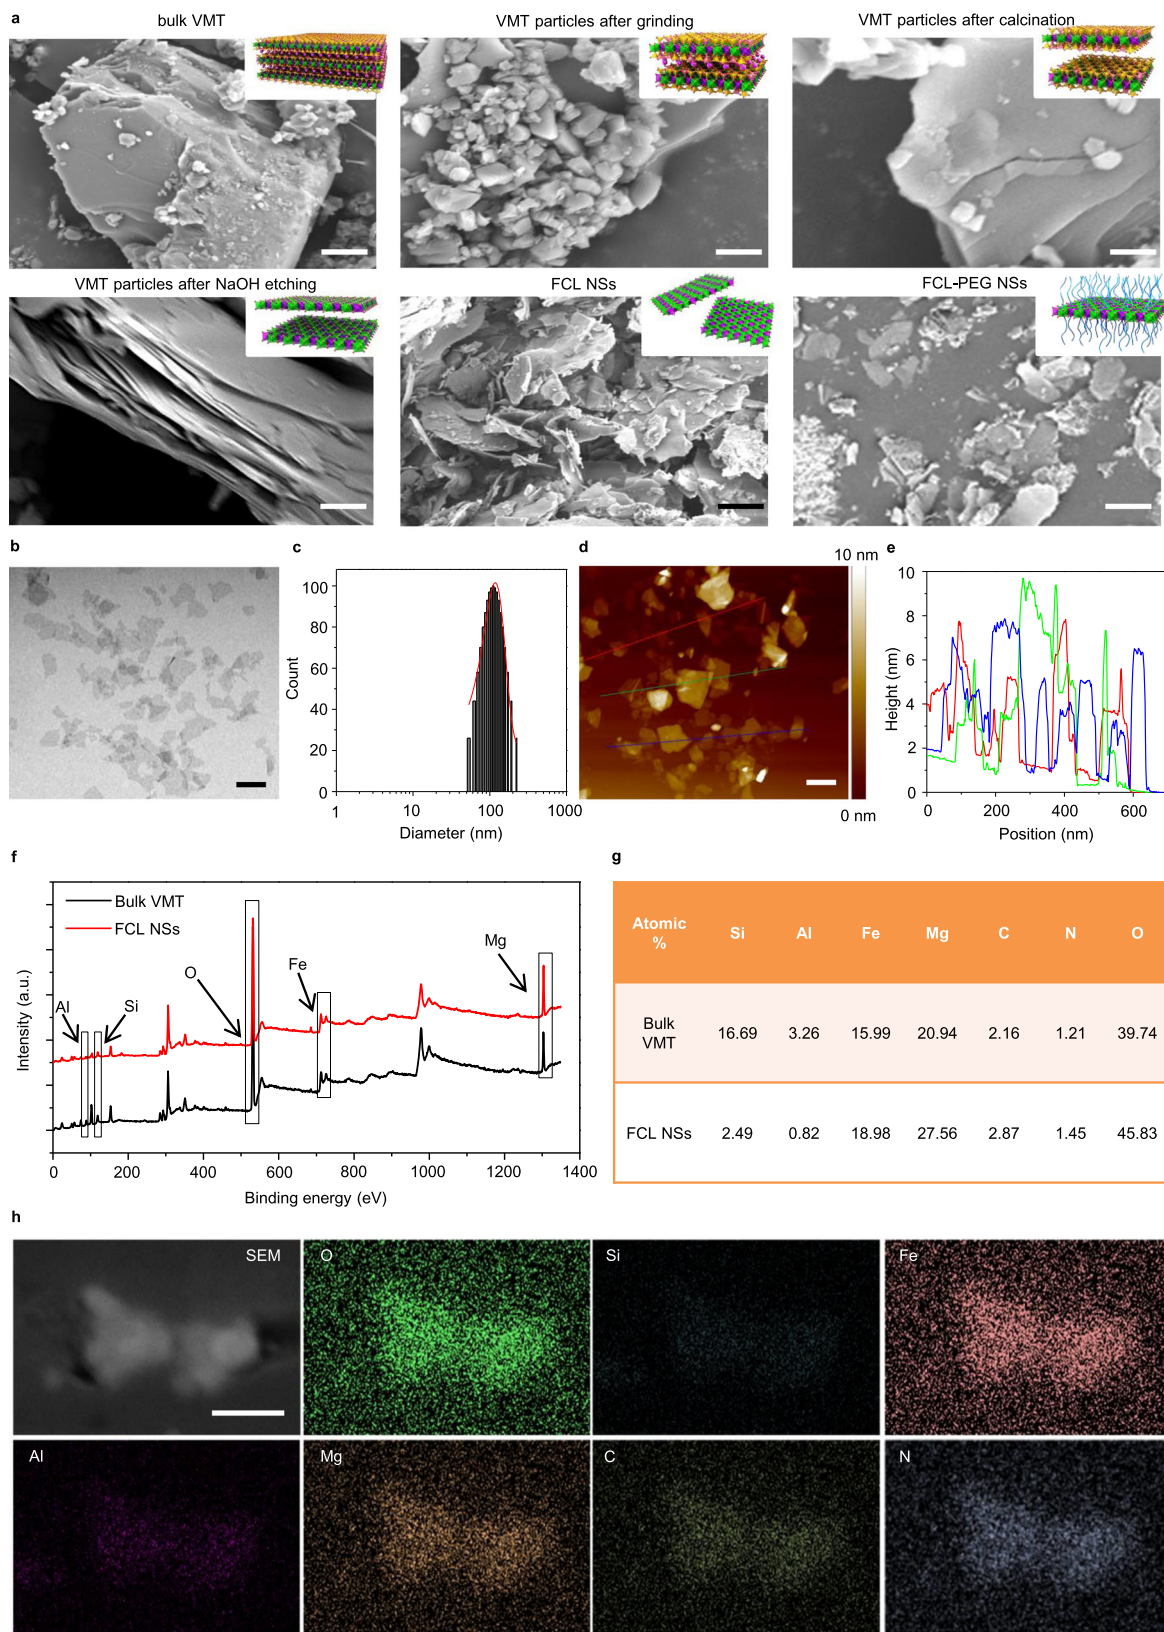 a
bulk VMT
VMT particles after grinding
VMT particles after calcination
VMT particles after NaOH etching
FCL NSs
FCL-PEG NSs
b
c
100
80
60
40
20
0
Count
1
10
100
1000
Diameter (nm)
d
10 nm
0 nm
e
10
8
6
4
2
0
Height (nm)
0
200
400
600
Position (nm)
f
Bulk VMT
FCL NSs
Al
Si
O
Fe
Mg
Intensity (a.u.)
0
200
400
600
800
1000
1200
1400
Binding energy (eV)
g
Atomic % Si Al Fe Mg C N O
Bulk VMT 16.69 3.26 15.99 20.94 2.16 1.21 39.74
FCL NSs 2.49 0.82 18.98 27.56 2.87 1.45 45.83
h
SEM
O
Si
Fe
Al
Mg
C
N